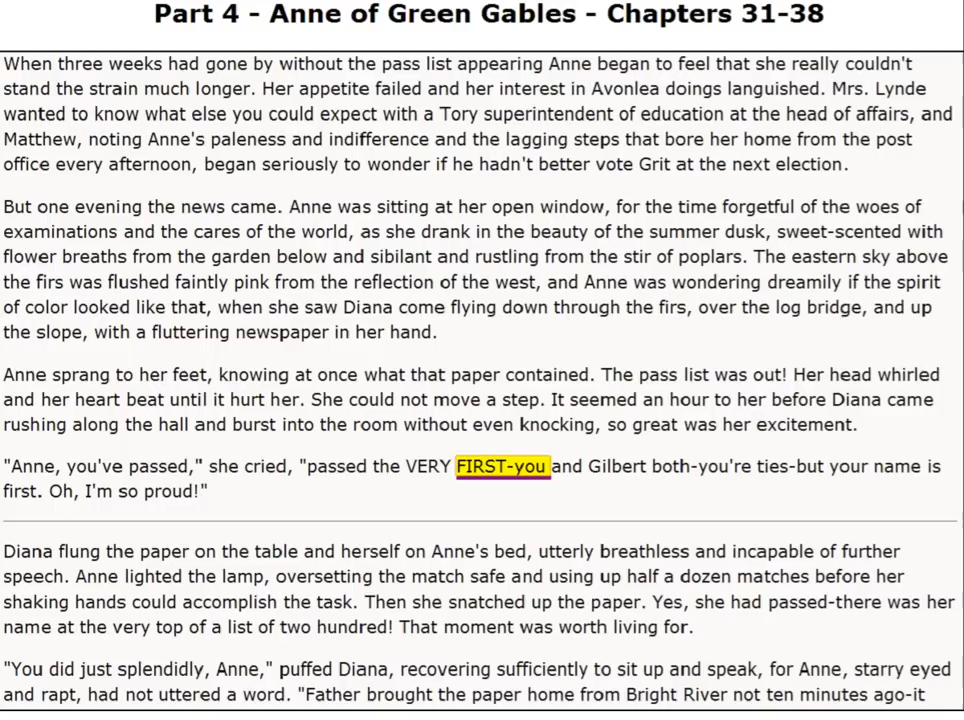 Part 4 - Anne of Green Gables - Chapters 31-38
When three weeks had gone by without the pass list appearing Anne began to feel that she really couldn't
stand the strain much longer. Her appetite failed and her interest in Avonlea doings languished. Mrs. Lynde
wanted to know what else you could expect with a Tory superintendent of education at the head of affairs, and
Matthew, noting Anne's paleness and indifference and the lagging steps that bore her home from the post
office every afternoon, began seriously to wonder if he hadn't better vote Grit at the next election.
But one evening the news came. Anne was sitting at her open window, for the time forgetful of the woes of
examinations and the cares of the world, as she drank in the beauty of the summer dusk, sweet-scented with
flower breaths from the garden below and sibilant and rustling from the stir of poplars. The eastern sky above
the firs was flushed faintly pink from the reflection of the west, and Anne was wondering dreamily if the spirit
of color looked like that, when she saw Diana come flying down through the firs, over the log bridge, and up
the slope, with a fluttering newspaper in her hand.
Anne sprang to her feet, knowing at once what that paper contained. The pass list was out! Her head whirled
and her heart beat until it hurt her. She could not move a step. It seemed an hour to her before Diana came
rushing along the hall and burst into the room without even knocking, so great was her excitement.
"Anne, you've passed," she cried, "passed the VERY FIRST-you and Gilbert both-you're ties-but your name is
first. Oh, I'm so proud!"
Diana flung the paper on the table and herself on Anne's bed, utterly breathless and incapable of further
speech. Anne lighted the lamp, oversetting the match safe and using up half a dozen matches before her
shaking hands could accomplish the task. Then she snatched up the paper. Yes, she had passed-there was her
name at the very top of a list of two hundred! That moment was worth living for.
"You did just splendidly, Anne," puffed Diana, recovering sufficiently to sit up and speak, for Anne, starry eyed
and rapt, had not uttered a word. "Father brought the paper home from Bright River not ten minutes ago-it